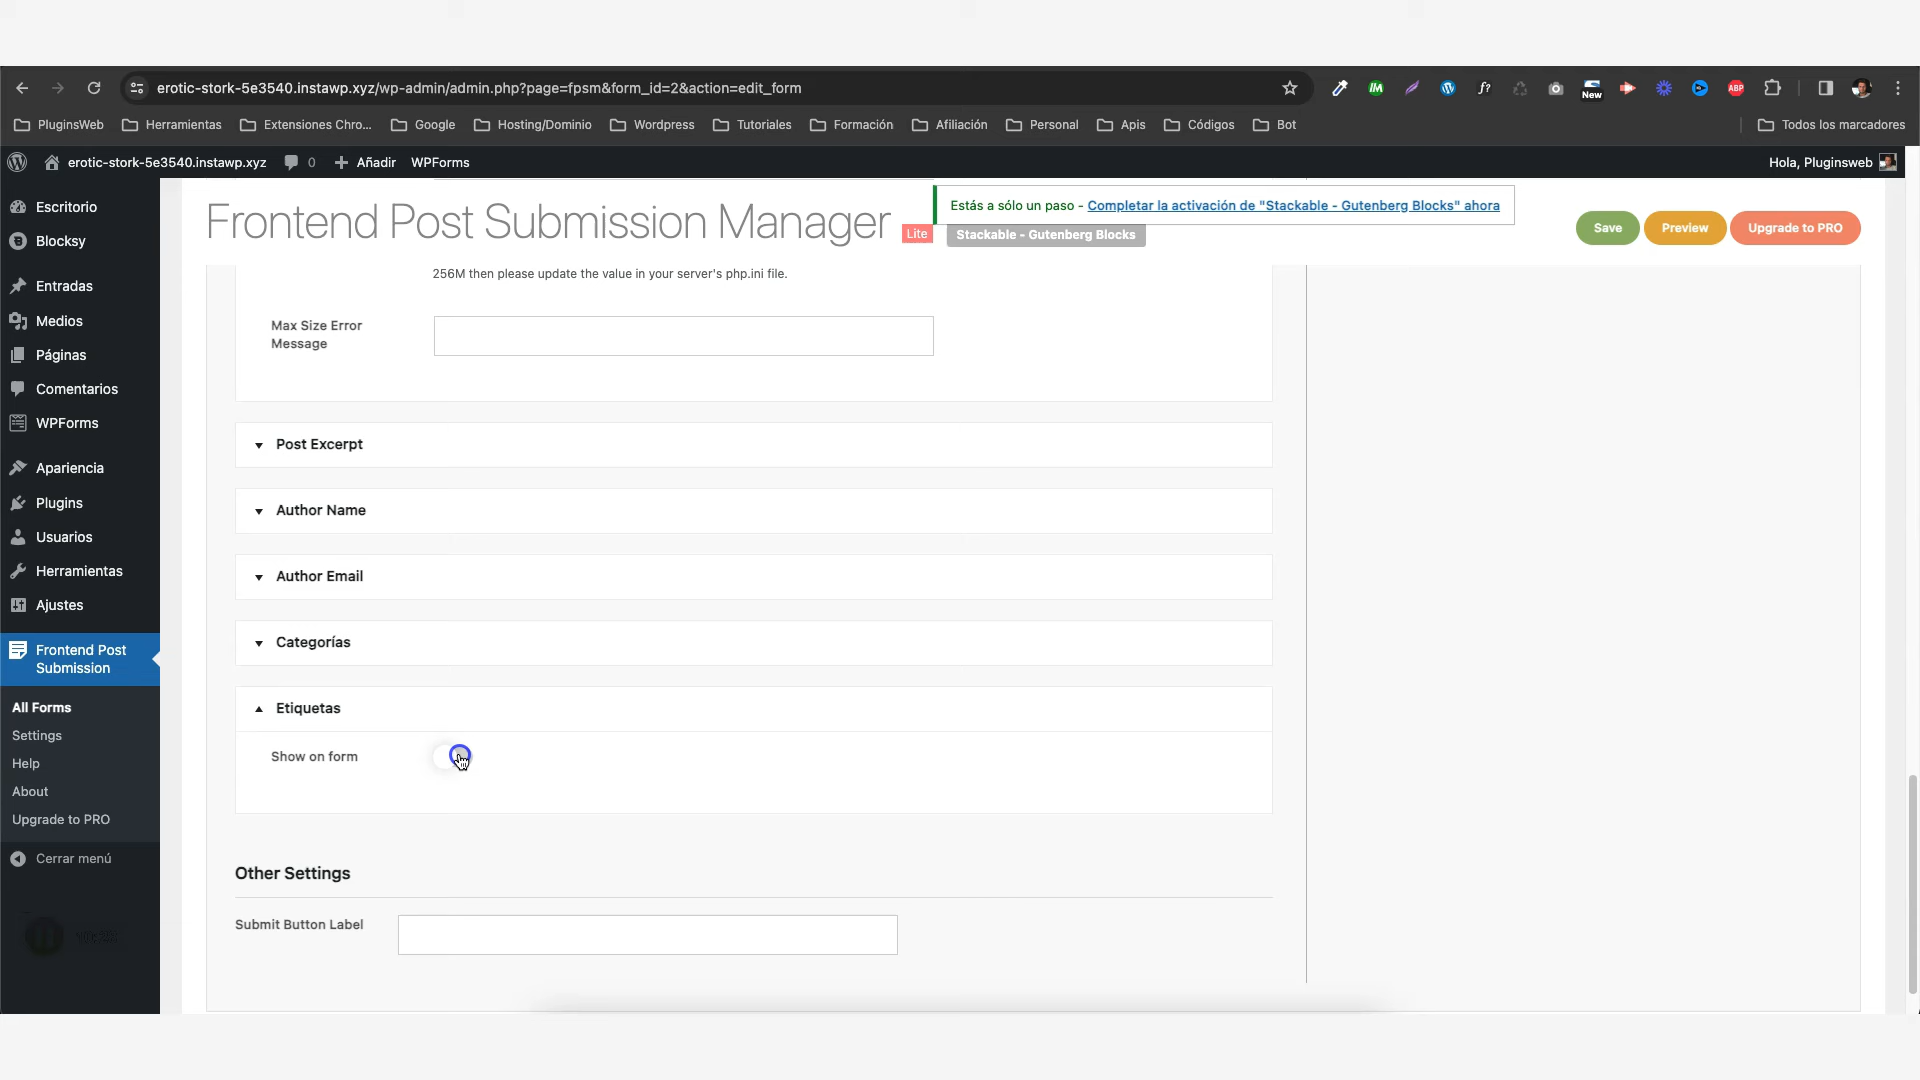 erotic-stork-5e3540.instawp.xyz/wp-admin/admin.php?page=fpsm&form_id=2&action=edit_form
New
ABP
PluginsWeb
Herramientas
Extensiones Chro...
Google
Hosting/Dominio
Wordpress
Tutoriales
Formación
Afiliación
Personal
Apis
Códigos
Bot
Todos los marcadores
erotic-stork-5e3540.instawp.xyz
0
Añadir
WPForms
Hola, Pluginsweb
Escritorio
Blocksy
Entradas
Medios
Páginas
Comentarios
WPForms
Apariencia
Plugins
Usuarios
Herramientas
Ajustes
Frontend Post
Submission
All Forms
Settings
Help
About
Upgrade to PRO
Cerrar menú
Frontend Post Submission Manager
Lite
Estás a sólo un paso - Completar la activación de "Stackable - Gutenberg Blocks" ahora
Stackable - Gutenberg Blocks
Save
Preview
Upgrade to PRO
256M then please update the value in your server's php.ini file.
Max Size Error
Message
Post Excerpt
Author Name
Author Email
Categorías
Etiquetas
Show on form
Other Settings
Submit Button Label